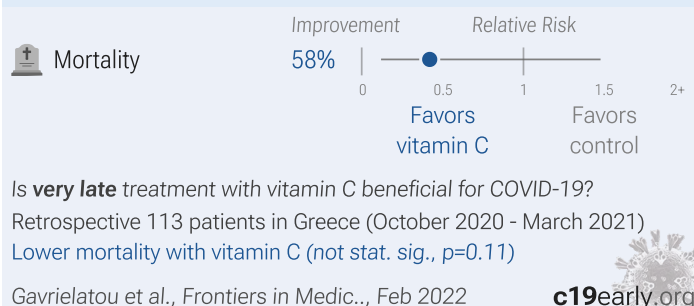 Improvement Relative Risk
Mortality 58%
0 0.5 1 1.5 2+
Favors vitamin C
Favors control
Is very late treatment with vitamin C beneficial for COVID-19?
Retrospective 113 patients in Greece (October 2020 - March 2021)
Lower mortality with vitamin C (not stat. sig., p=0.11)
Gavrielatou et al., Frontiers in Medic.., Feb 2022 c19early.org